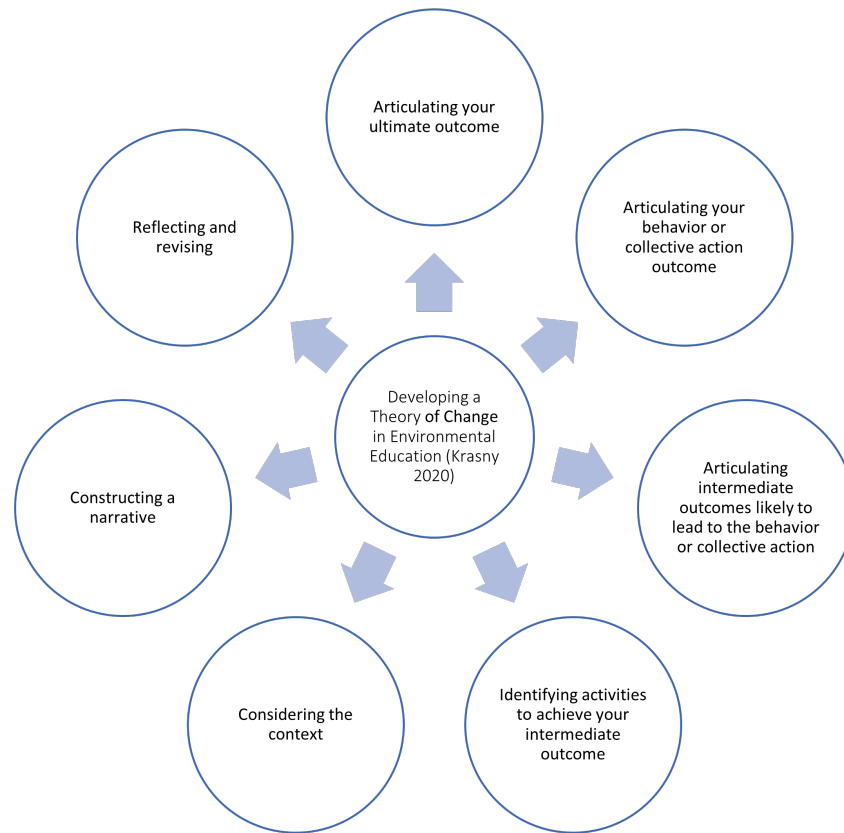 Articulating your
ultimate outcome
Articulating your
behavior or
collective action
outcome
Articulating
intermediate
outcomes likely to
lead to the behavior
or collective action
Identifying activities
to achieve your
intermediate
outcome
Considering the
context
Constructing a
narrative
Reflecting and
revising
Developing a
Theory of Change
in Environmental
Education (Krasny
2020)